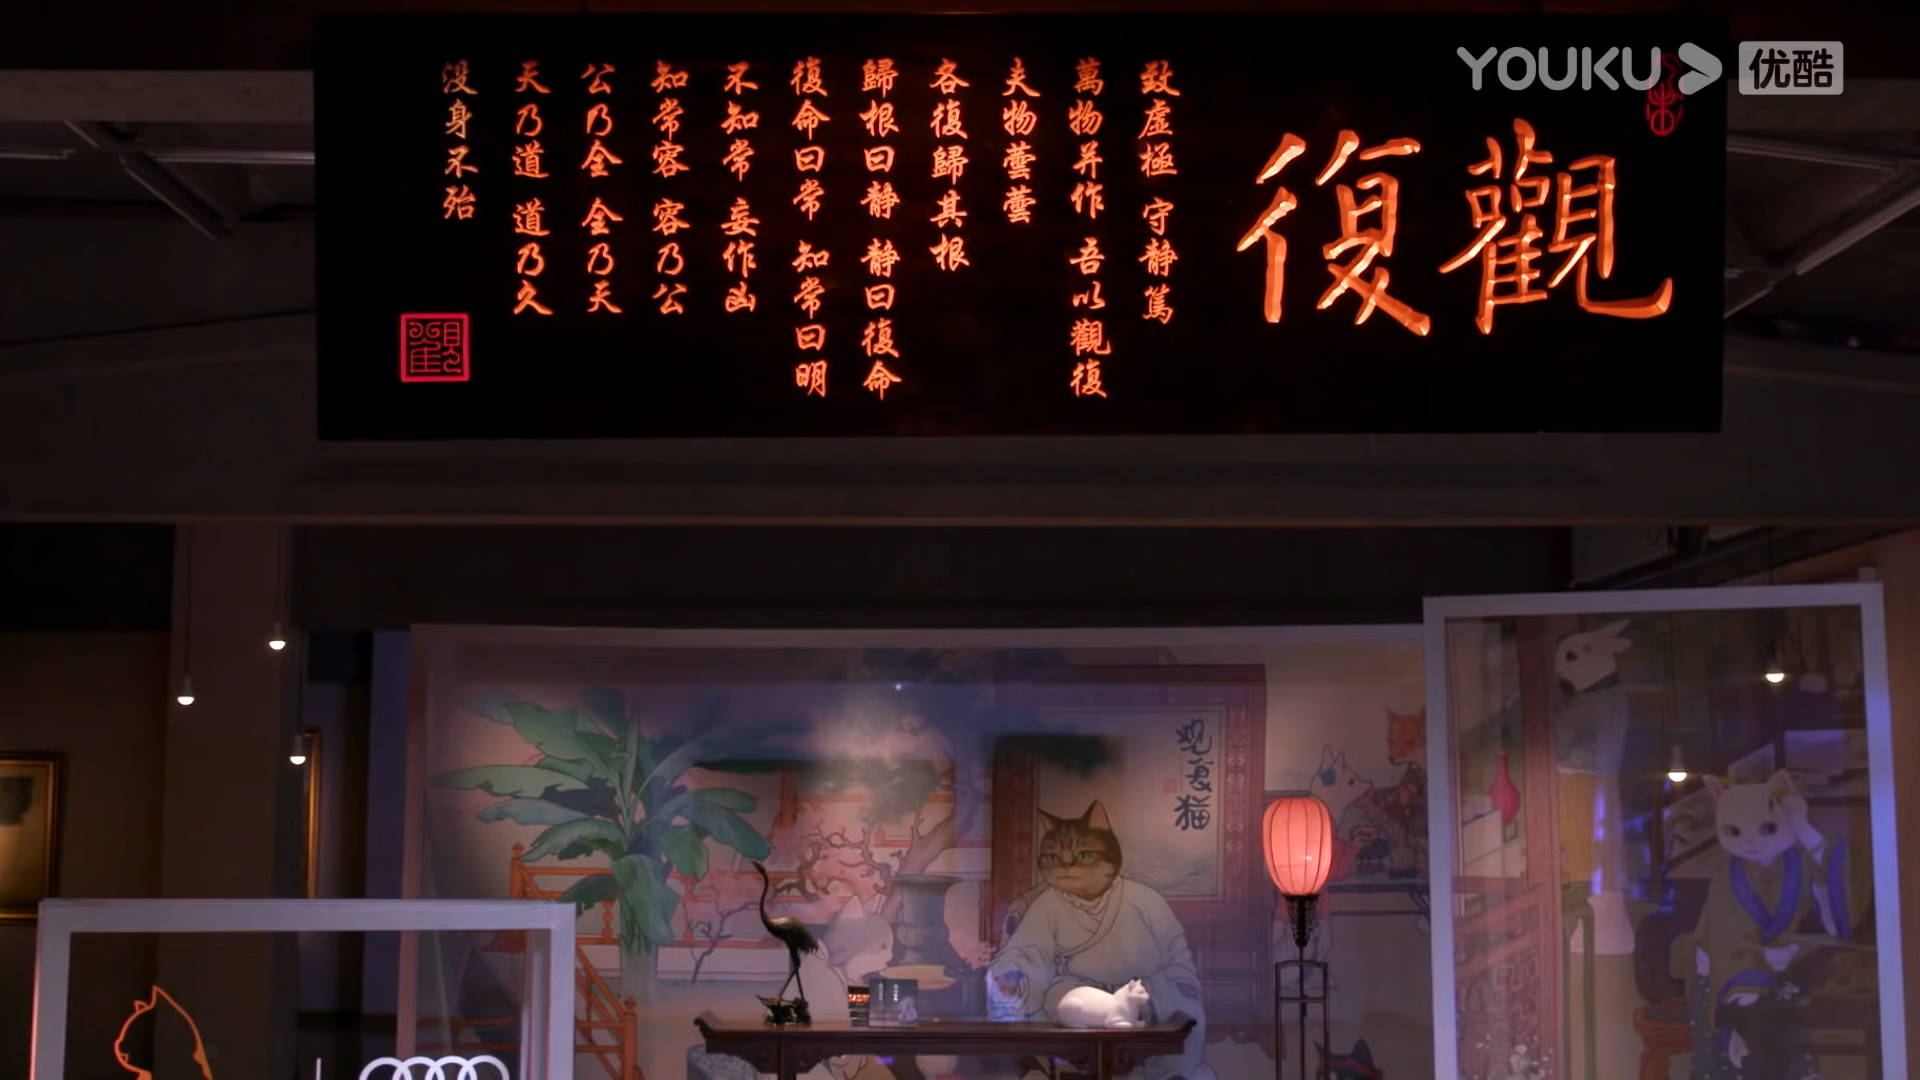 YOUKU 优酷
觀復
致虛極 守靜篤
萬物并作 吾以觀復
夫物蕓蕓
各復歸其根
歸根曰靜 靜曰復命
復命曰常 知常曰明
不知常 妄作凶
知常容 容乃公
公乃全 全乃天
天乃道 道乃久
没身不殆
觀
观复猫